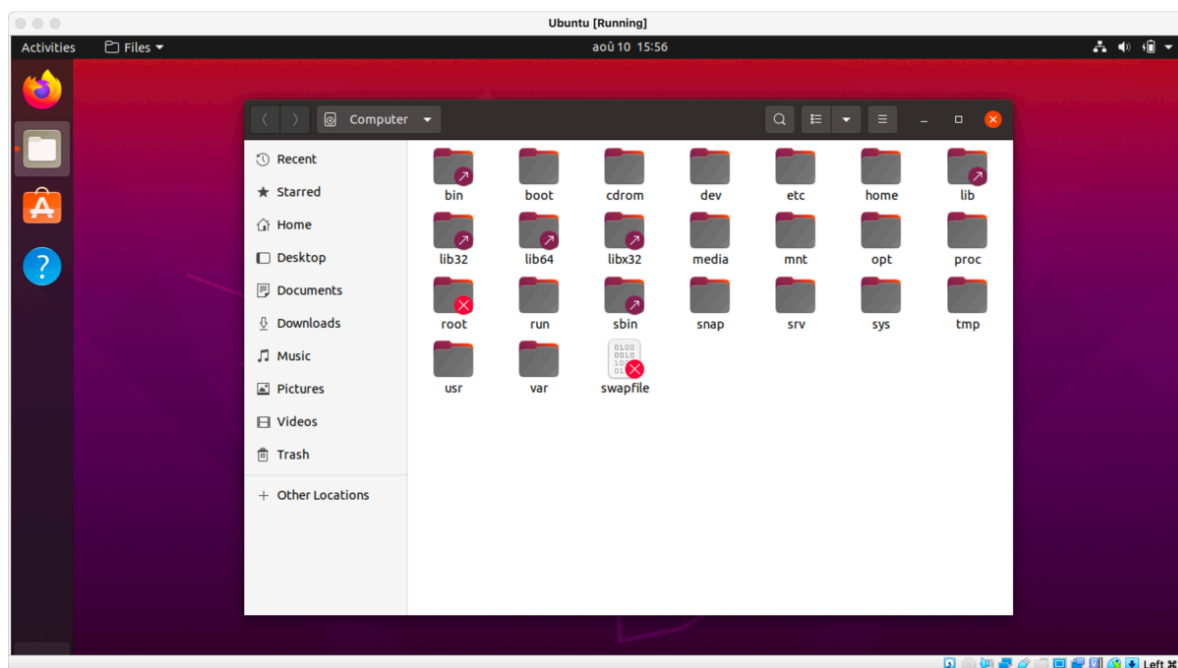 Ubuntu [Running]
Activities Files aoû 10 15:56
Computer
Recent
Starred
Home
Desktop
Documents
Downloads
Music
Pictures
Videos
Trash
+ Other Locations
bin boot cdrom dev etc home lib
lib32 lib64 libx32 media mnt opt proc
root run sbin snap srv sys tmp
usr var swapfile
Left ⌘